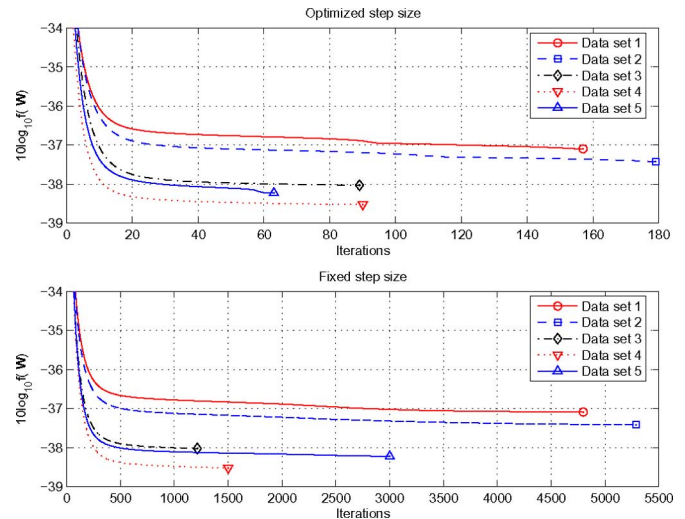 Optimized step size
-34
-35
-36
-37
-38
-39
10log10f( W)
0 20 40 60 80 100 120 140 160 180
Iterations
Data set 1
Data set 2
Data set 3
Data set 4
Data set 5
Fixed step size
-34
-35
-36
-37
-38
-39
10log10f( W)
0 500 1000 1500 2000 2500 3000 3500 4000 4500 5000 5500
Iterations
Data set 1
Data set 2
Data set 3
Data set 4
Data set 5